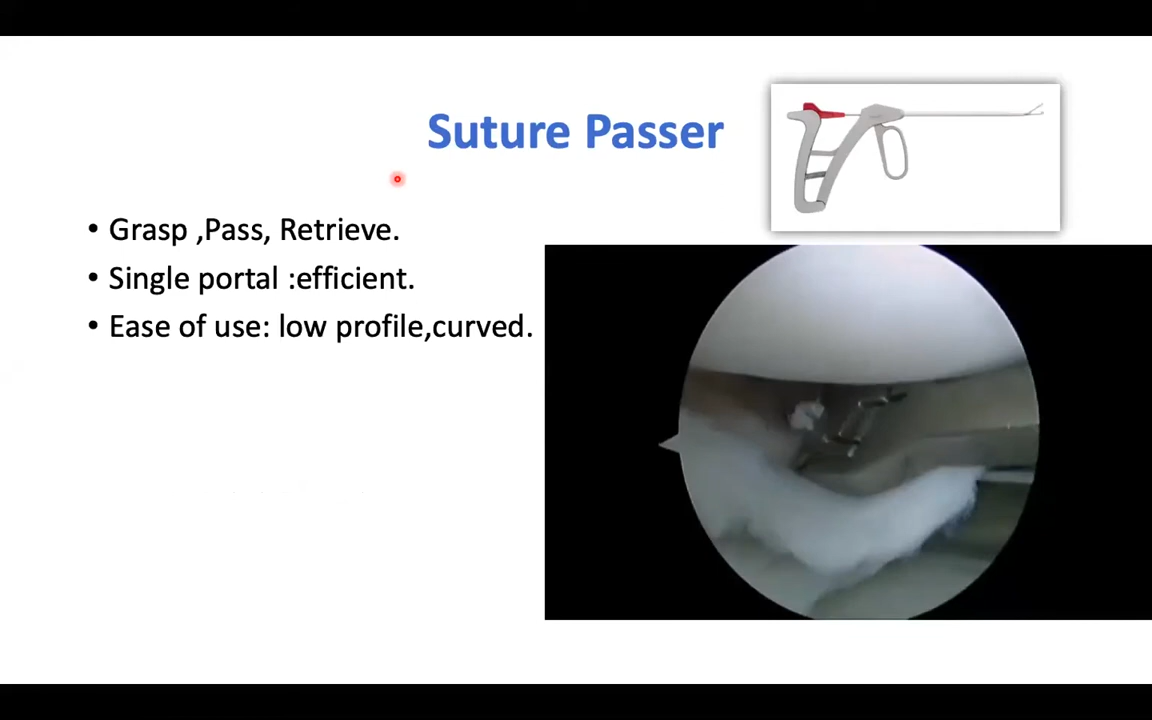 Suture Passer
• Grasp ,Pass, Retrieve.
• Single portal :efficient.
• Ease of use: low profile,curved.